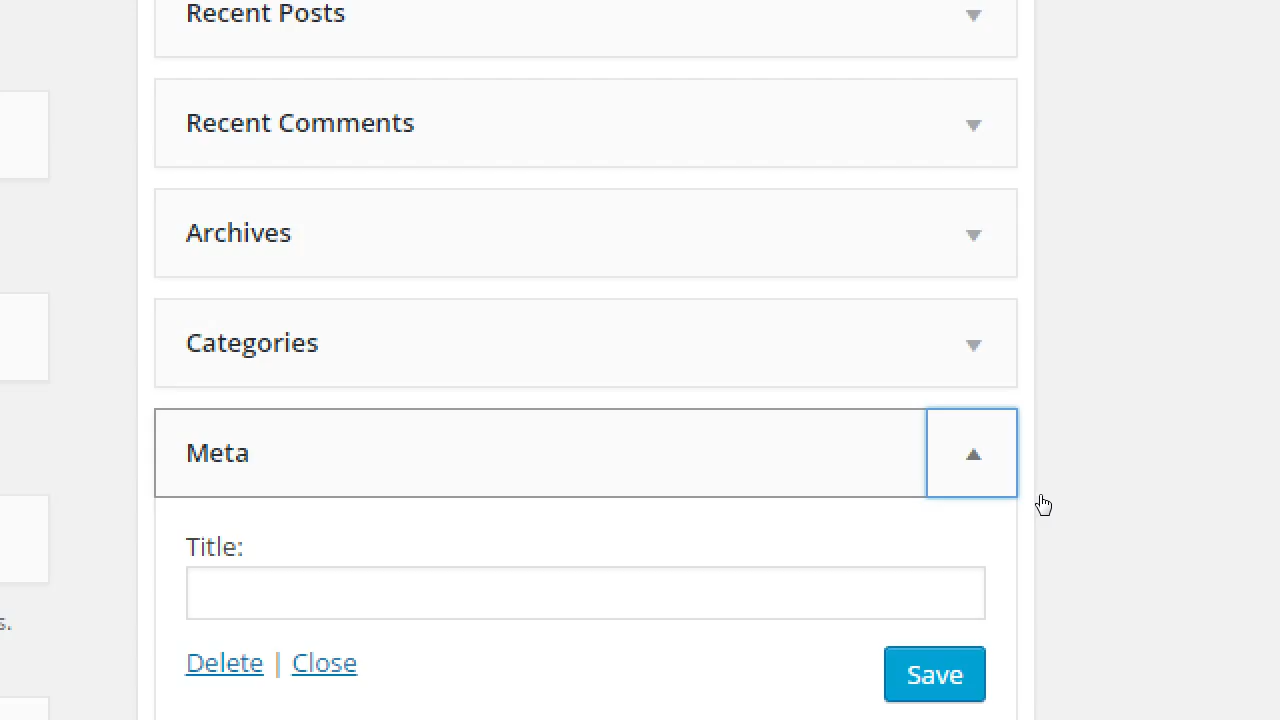 Recent Posts
Recent Comments
Archives
Categories
Meta
Title:
s.
Delete | Close
Save